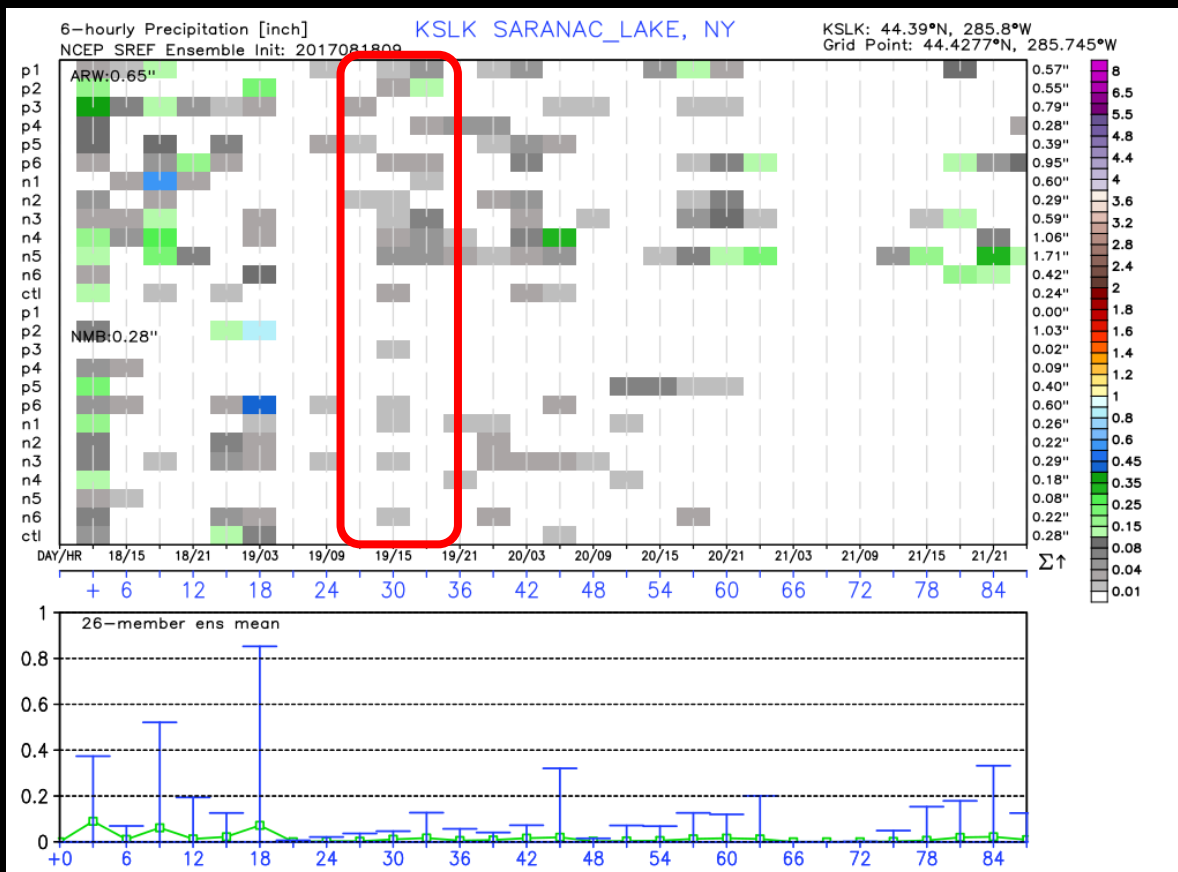 6-hourly Precipitation [inch]
KSLK SARANAC_LAKE, NY
KSLK: 44.39°N, 285.8°W
NCEP SREF Ensemble Init: 2017081809
Grid Point: 44.4277°N, 285.745°W
p1 ARW:0.65" 0.57"
p2 0.55"
p3 0.79"
p4 0.28"
p5 0.39"
p6 0.95"
n1 0.60"
n2 0.29"
n3 0.59"
n4 1.06"
n5 1.71"
n6 0.42"
ctl 0.24"
p1 0.00"
p2 NMB:0.28" 1.03"
p3 0.02"
p4 0.09"
p5 0.40"
p6 0.60"
n1 0.26"
n2 0.22"
n3 0.29"
n4 0.18"
n5 0.08"
n6 0.22"
ctl 0.28"
DAY/HR 18/15 18/21 19/03 19/09 19/15 19/21 20/03 20/09 20/15 20/21 21/03 21/09 21/15 21/21 Σ↑
+ 6 12 18 24 30 36 42 48 54 60 66 72 78 84
8
6.5
5.5
4.8
4.4
4
3.6
3.2
2.8
2.4
2
1.8
1.6
1.4
1.2
1
0.8
0.6
0.45
0.35
0.25
0.15
0.08
0.04
0.01
26-member ens mean
1
0.8
0.6
0.4
0.2
0
+0 6 12 18 24 30 36 42 48 54 60 66 72 78 84